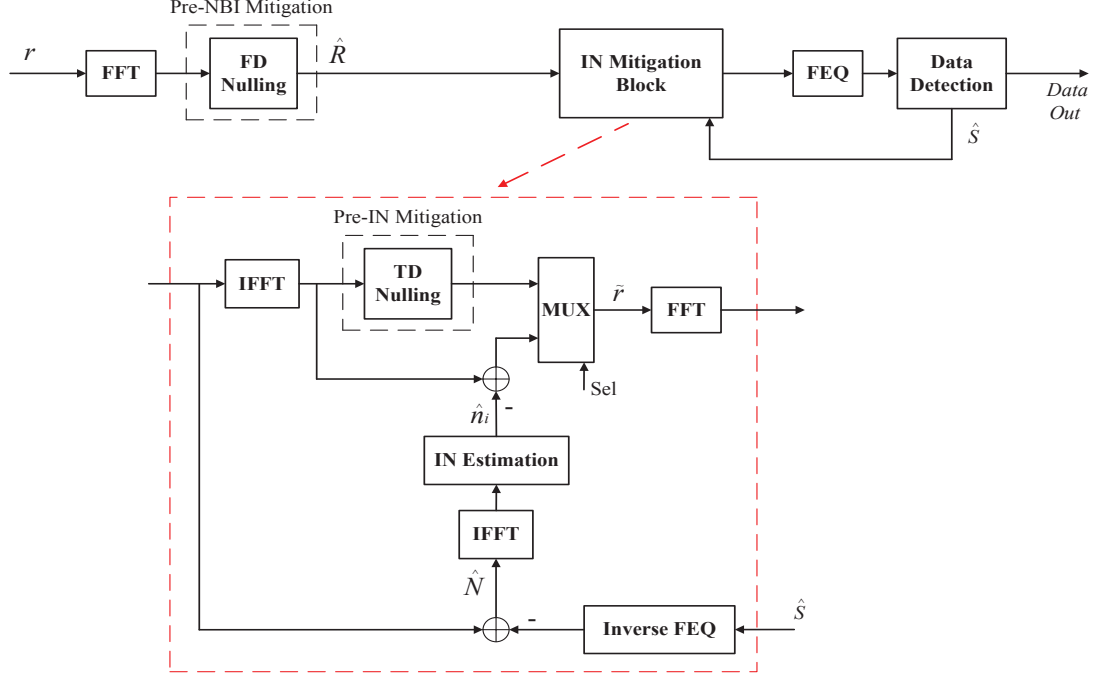 Pre-NBI Mitigation
r
FFT
FD
Nulling
R̂
IN Mitigation
Block
FEQ
Data
Detection
Data
Out
Ŝ
Pre-IN Mitigation
IFFT
TD
Nulling
MUX
r̃
FFT
Sel
-
n̂i
IN Estimation
IFFT
N̂
-
Inverse FEQ
Ŝ